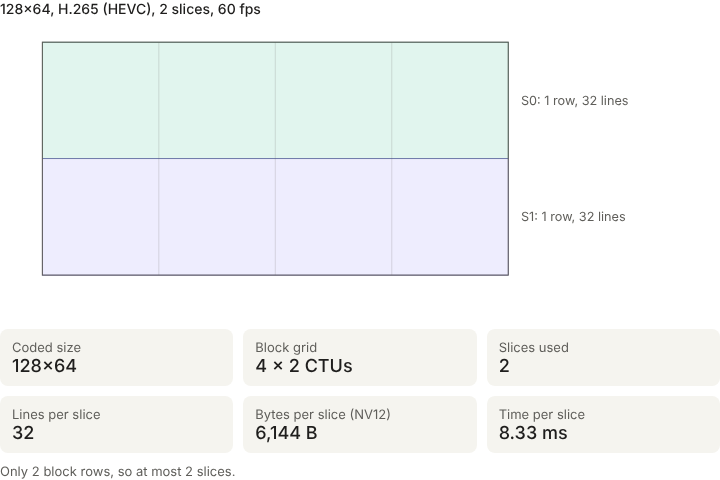 128×64, H.265 (HEVC), 2 slices, 60 fps
S0: 1 row, 32 lines
S1: 1 row, 32 lines
Coded size
128×64
Block grid
4 × 2 CTUs
Slices used
2
Lines per slice
32
Bytes per slice (NV12)
6,144 B
Time per slice
8.33 ms
Only 2 block rows, so at most 2 slices.